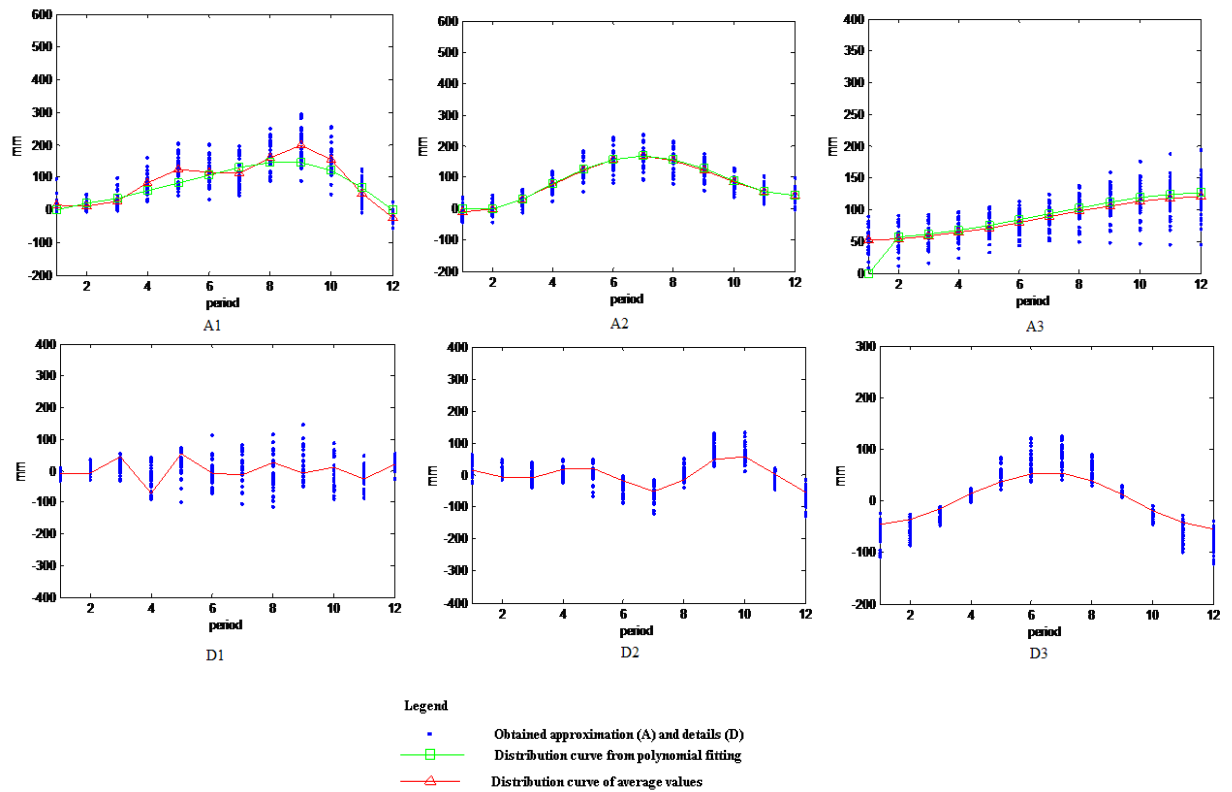 600
500
400
300
200
100
0
-100
-200
mm
2 4 6 8 10 12
period
A1
600
500
400
300
200
100
0
-100
-200
mm
2 4 6 8 10 12
period
A2
400
350
300
250
200
150
100
50
0
mm
2 4 6 8 10 12
period
A3
400
300
200
100
0
-100
-200
-300
-400
mm
2 4 6 8 10 12
period
D1
400
300
200
100
0
-100
-200
-300
-400
mm
2 4 6 8 10 12
period
D2
300
200
100
0
-100
-200
mm
2 4 6 8 10 12
period
D3
Legend
Obtained approximation (A) and details (D)
Distribution curve from polynomial fitting
Distribution curve of average values